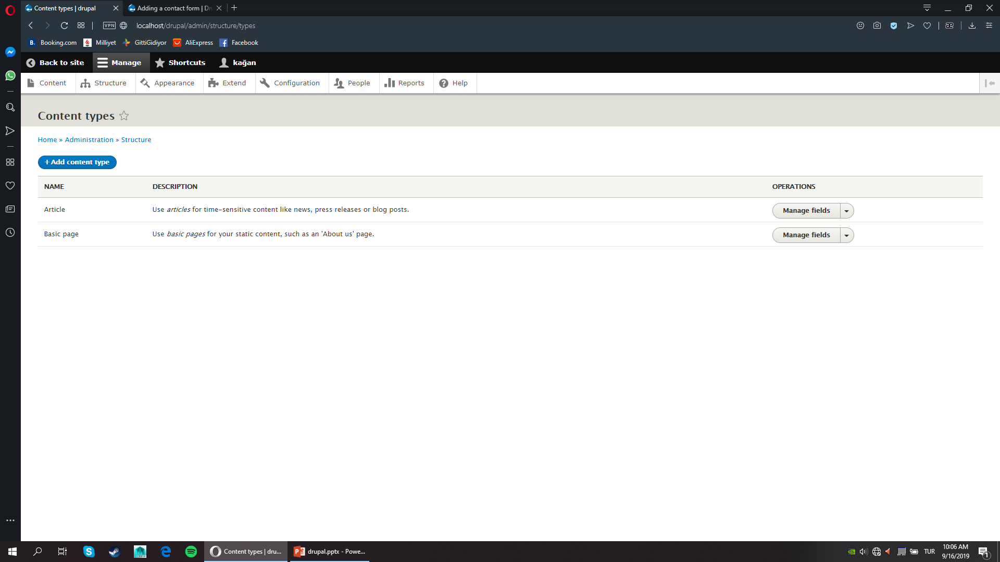 Content types | drupal
Adding a contact form | Dr
VPN
localhost/drupal/admin/structure/types
B. Booking.com
Milliyet
GittiGidiyor
AliExpress
Facebook
Back to site
Manage
Shortcuts
kağan
Content
Structure
Appearance
Extend
Configuration
People
Reports
Help
Content types
Home » Administration » Structure
+ Add content type
NAME DESCRIPTION OPERATIONS
Article Use articles for time-sensitive content like news, press releases or blog posts. Manage fields
Basic page Use basic pages for your static content, such as an 'About us' page. Manage fields
Content types | dru...
drupal.pptx - Powe...
TUR
10:06 AM
9/16/2019
1